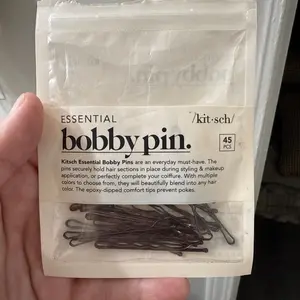 ESSENTIAL
/kit·sch/
bobby pin.
45
PCS
Kitsch Essential Bobby Pins are an everyday must-have. The
pins securely hold hair sections in place during styling & makeup
application, or perfectly complete your coiffure. With multiple
colors to choose from, they will beautifully blend into any hair
color. The epoxy-dipped comfort tips prevent pokes.